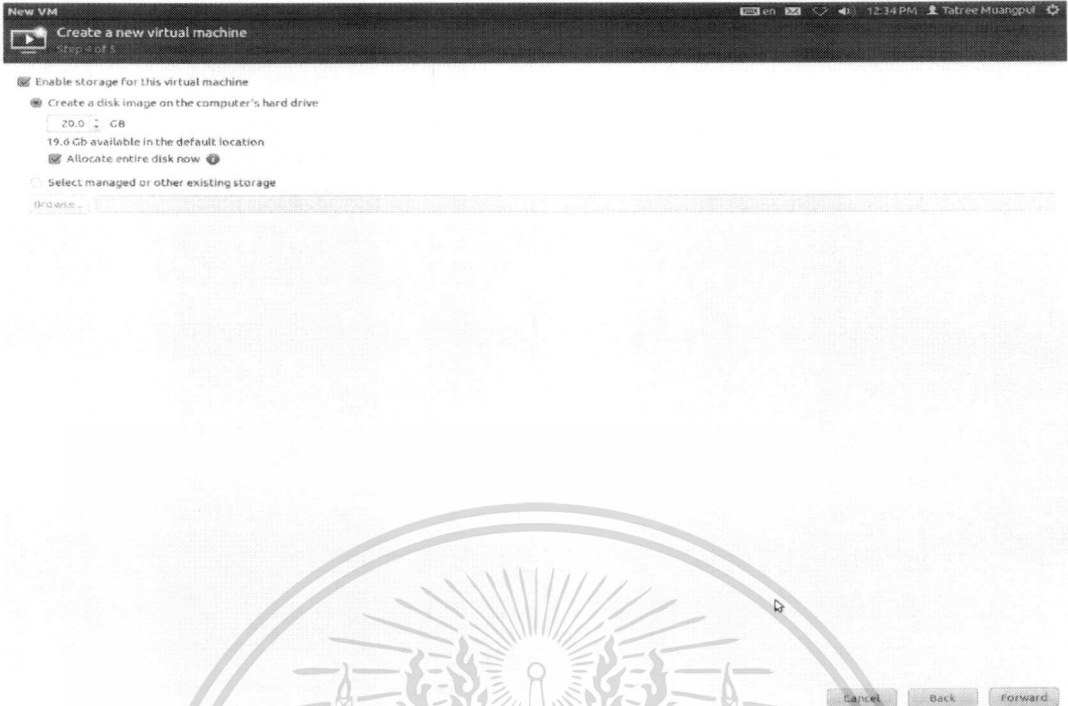 New VM en 12:34 PM Tatree Muangpul
Create a new virtual machine
Step 4 of 5
Enable storage for this virtual machine
Create a disk image on the computer's hard drive
20.0 GB
19.6 Gb available in the default location
Allocate entire disk now
Select managed or other existing storage
Browse...
Cancel Back Forward